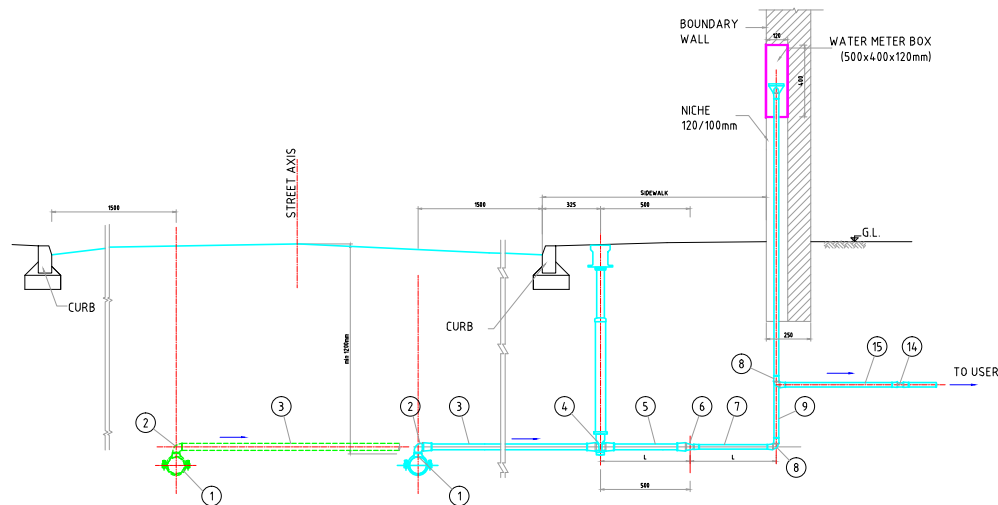 BOUNDARY
WALL
120
WATER METER BOX
(500x400x120mm)
400
NICHE
120/100mm
STREET AXIS
SIDEWALK
1500
1500
325
500
G.L.
CURB
CURB
min 1200mm
250
15
14
8
TO USER
2
3
2
3
4
5
6
7
9
8
L
L
1
1
500